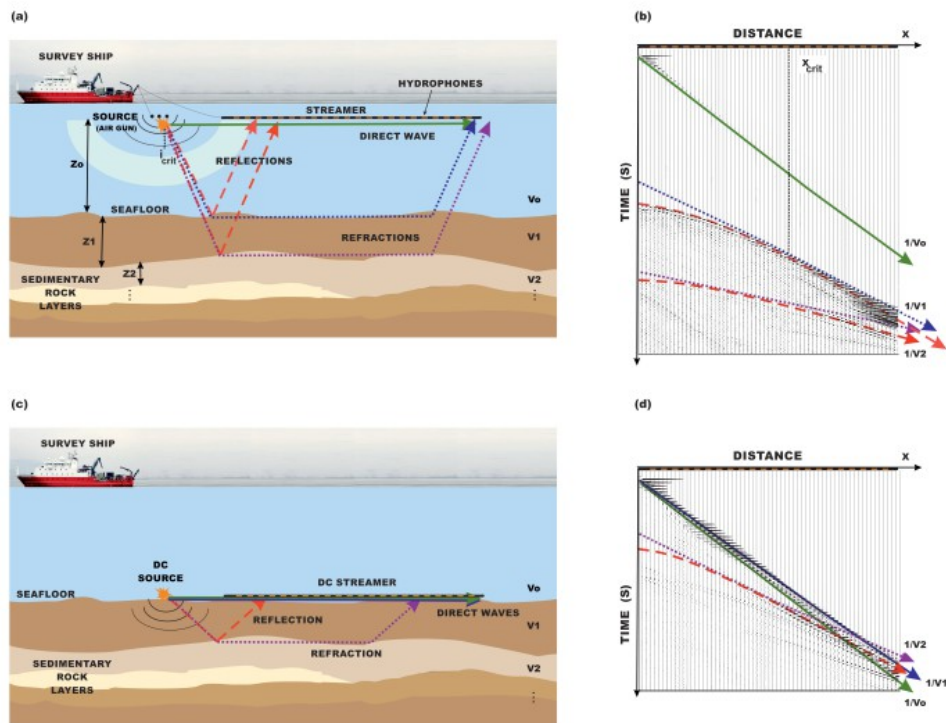 (a)
SURVEY SHIP
HYDROPHONES
STREAMER
SOURCE
(AIR GUN)
DIRECT WAVE
icrit
Zo
REFLECTIONS
SEAFLOOR
Vo
Z1
REFRACTIONS
V1
Z2
SEDIMENTARY
ROCK
LAYERS
V2
(b)
DISTANCE
x
xcrit
TIME (S)
1/Vo
1/V1
1/V2
(c)
SURVEY SHIP
DC
SOURCE
DC STREAMER
SEAFLOOR
Vo
DIRECT WAVES
REFLECTION
V1
REFRACTION
SEDIMENTARY
ROCK
LAYERS
V2
(d)
DISTANCE
x
TIME (S)
1/V2
1/V1
1/Vo